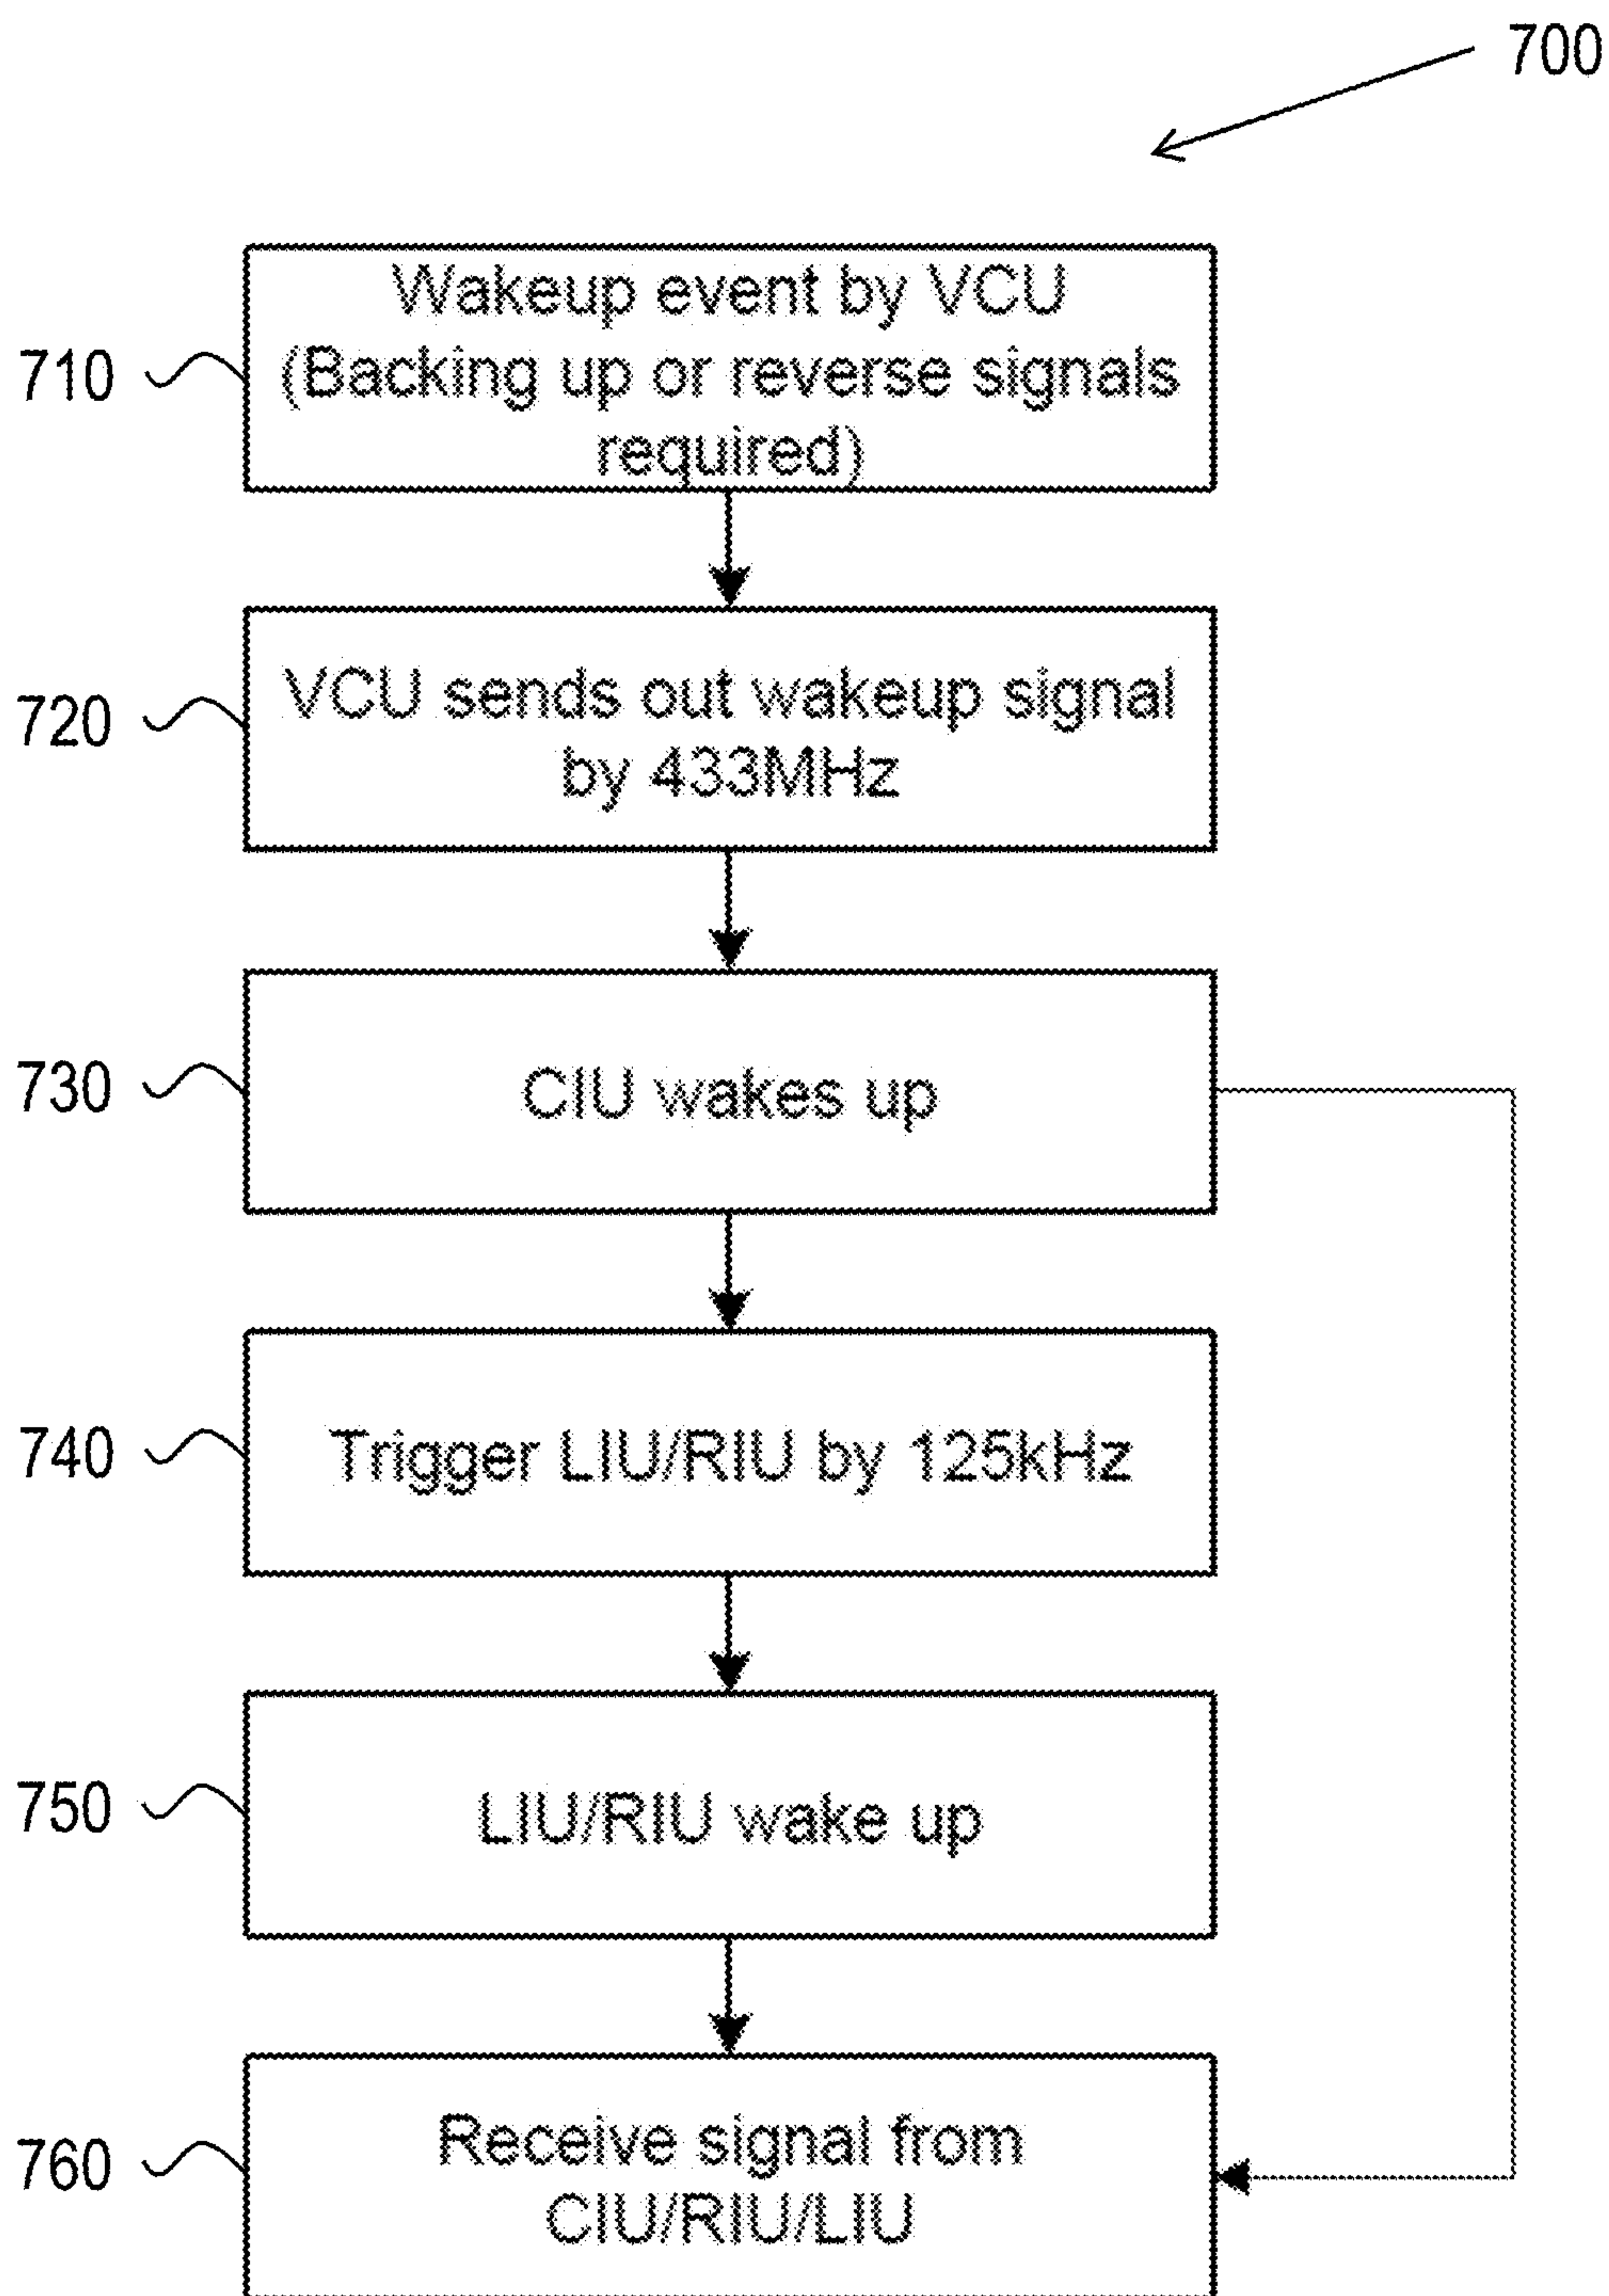 700
710
Wakeup event by VCU
(Backing up or reverse signals
required)
720
VCU sends out wakeup signal
by 433MHz
730
CIU wakes up
740
Trigger LIU/RIU by 125kHz
750
LIU/RIU wake up
760
Receive signal from
CIU/RIU/LIU